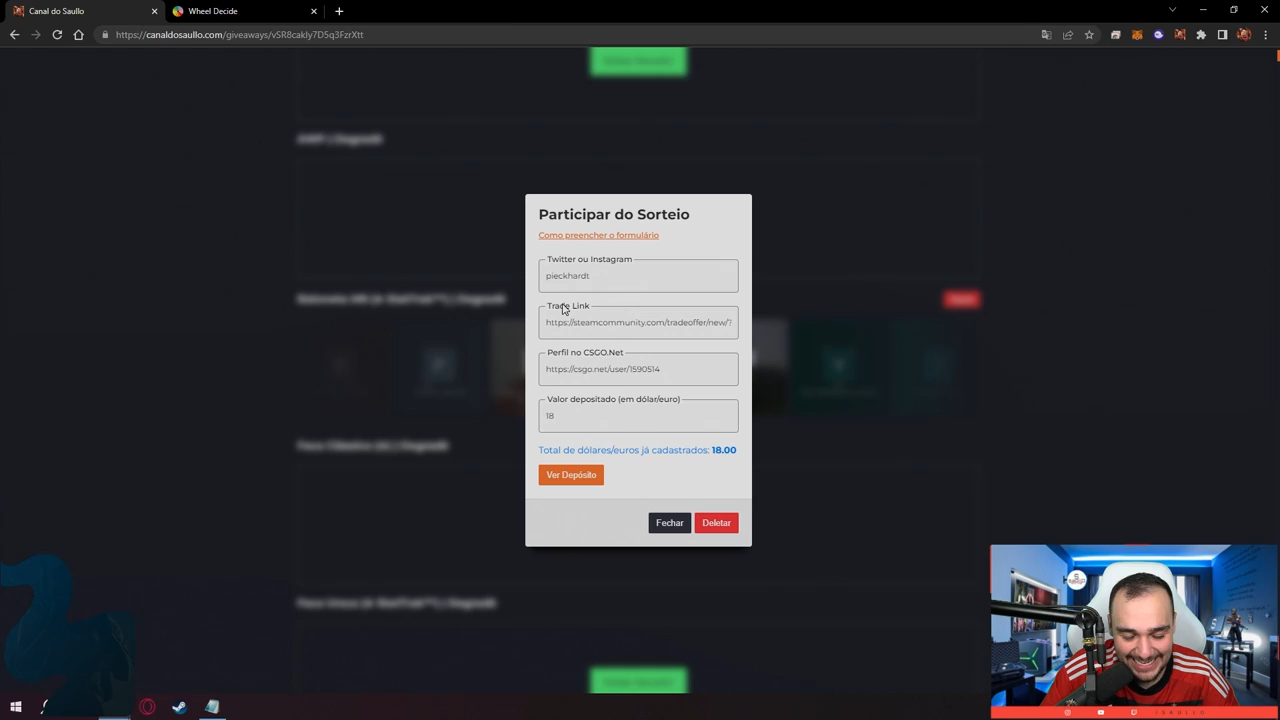 Canal do Saullo
Wheel Decide
https://canaldosaullo.com/giveaways/vSR8cakly7D5q3FzrXtt
Participar do Sorteio
Como preencher o formulário
Twitter ou Instagram
pieckhardt
Trade Link
https://steamcommunity.com/tradeoffer/new/?
Perfil no CSGO.Net
https://csgo.net/user/1590514
Valor depositado (em dólar/euro)
18
Total de dólares/euros já cadastrados: 18.00
Ver Depósito
Fechar Deletar
ISAULLO